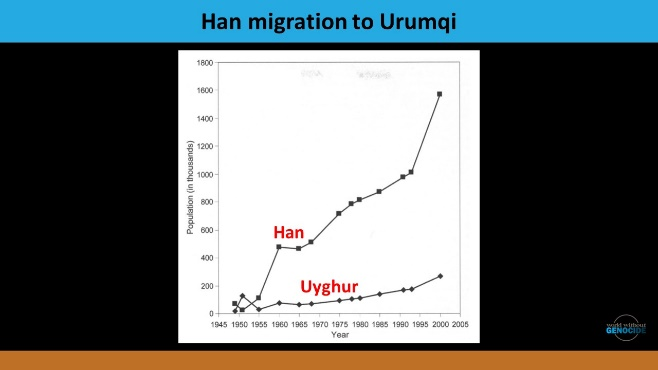 Han migration to Urumqi
1800
1600
1400
1200
1000
800
600
400
200
0
Population (in thousands)
Han
Uyghur
1945 1950 1955 1960 1965 1970 1975 1980 1985 1990 1995 2000 2005
Year
world without
GENOCIDE